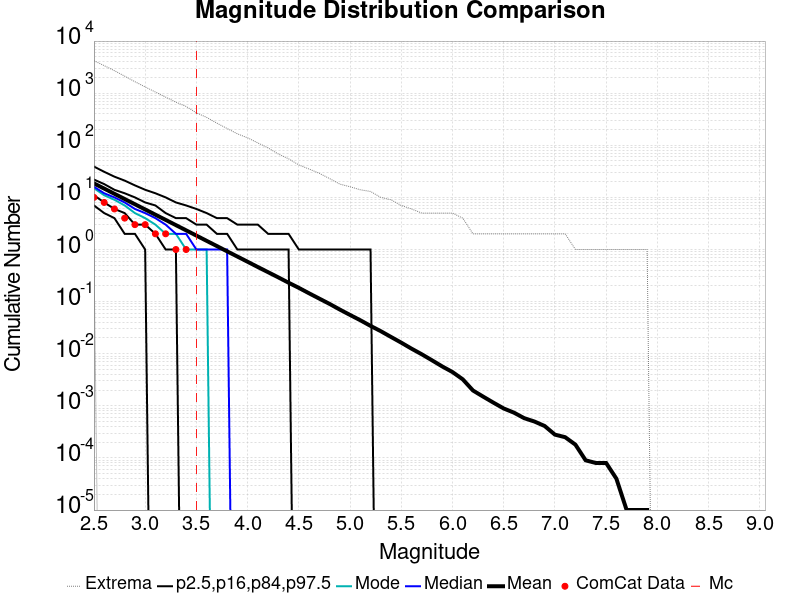 Magnitude Distribution Comparison
10^4
10^3
10^2
10^1
10^0
10^-1
10^-2
10^-3
10^-4
10^-5
Cumulative Number
2.5 3.0 3.5 4.0 4.5 5.0 5.5 6.0 6.5 7.0 7.5 8.0 8.5 9.0
Magnitude
Extrema p2.5,p16,p84,p97.5 Mode Median Mean ComCat Data Mc